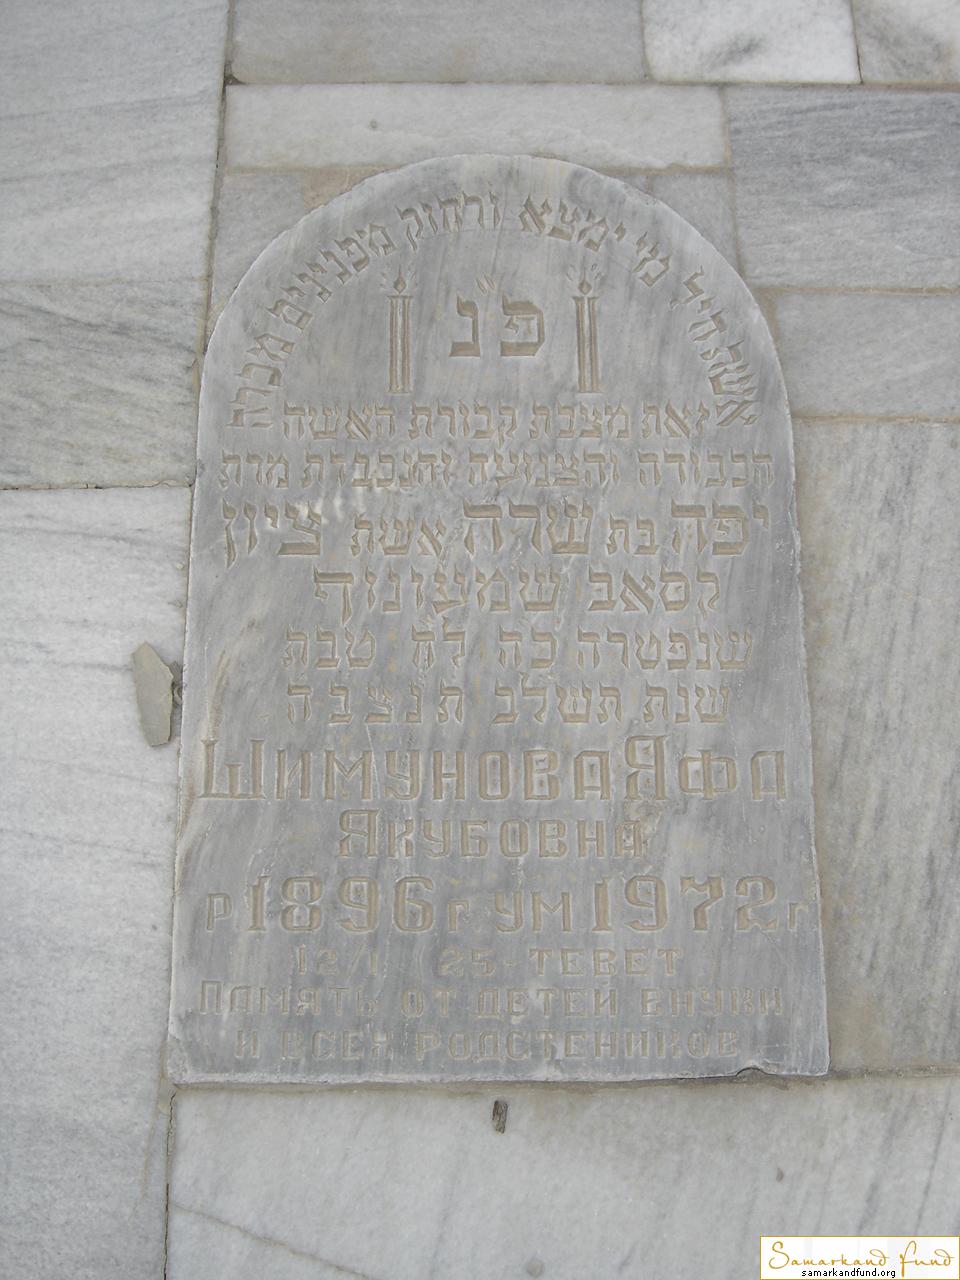 אשת חיל מי ימצא ורחוק מפנינים מכרה
פ"נ
זאת מצבת קבורת האשה
הכבודה והצנועה והנכבדת מרת
יפה בת שרה אשת ציון
לסאב שמעונוף
שנפטרה כה לח טבת
שנת תשלב תנצבה
ШИМУНОВА ЯФА
ЯКУБОВНА
Р 1896 Г. УМ 1972 Г
12/I 25-ТЕВЕТ
ПАМЯТЬ ОТ ДЕТЕЙ ВНУКИ
И ВСЕХ РОДСТЕНИКОВ
Samarkand Fund
samarkandfund.org